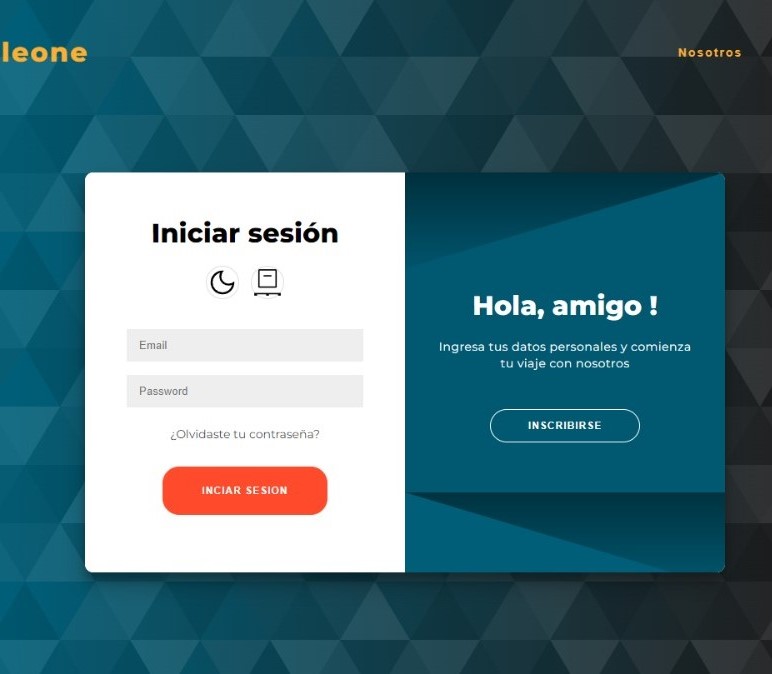 leone
Nosotros
Iniciar sesión
Email
Password
¿Olvidaste tu contraseña?
INCIAR SESION
Hola, amigo !
Ingresa tus datos personales y comienza
tu viaje con nosotros
INSCRIBIRSE